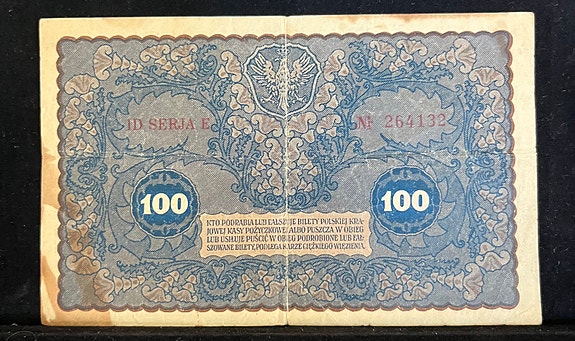 ID SERJA E
№ 264132
100
100
KTO PODRABIA LUB FAŁSZUJE BILETY POLSKIEJ KRA-
JOWEJ KASY POŻYCZKOWEJ ALBO PUSZCZA W OBIEG
LUB USIŁUJE PUŚCIĆ W OBIEG PODROBIONE LUB FAŁ-
SZOWANE BILETY, PODLEGA KARZE CIĘŻKIEGO WIĘZIENIA.